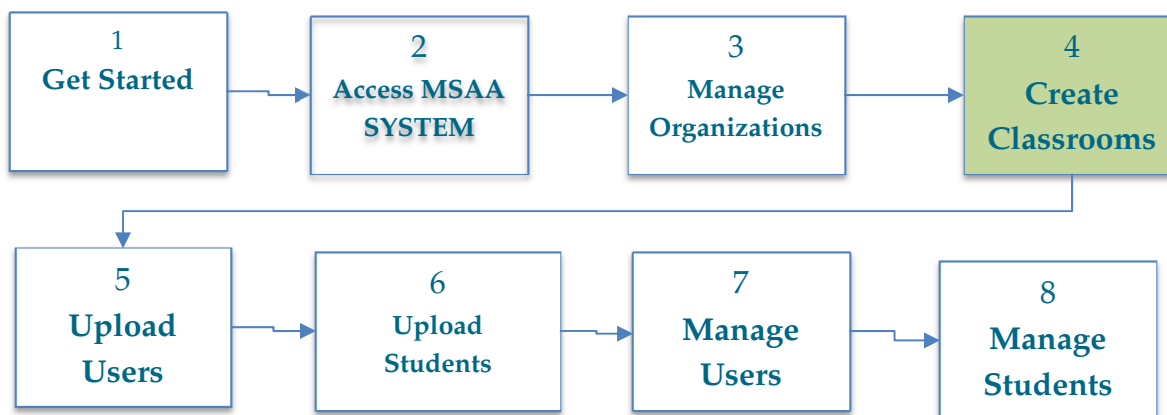 1
Get Started
2
Access MSAA
SYSTEM
3
Manage
Organizations
4
Create
Classrooms
5
Upload
Users
6
Upload
Students
7
Manage
Users
8
Manage
Students